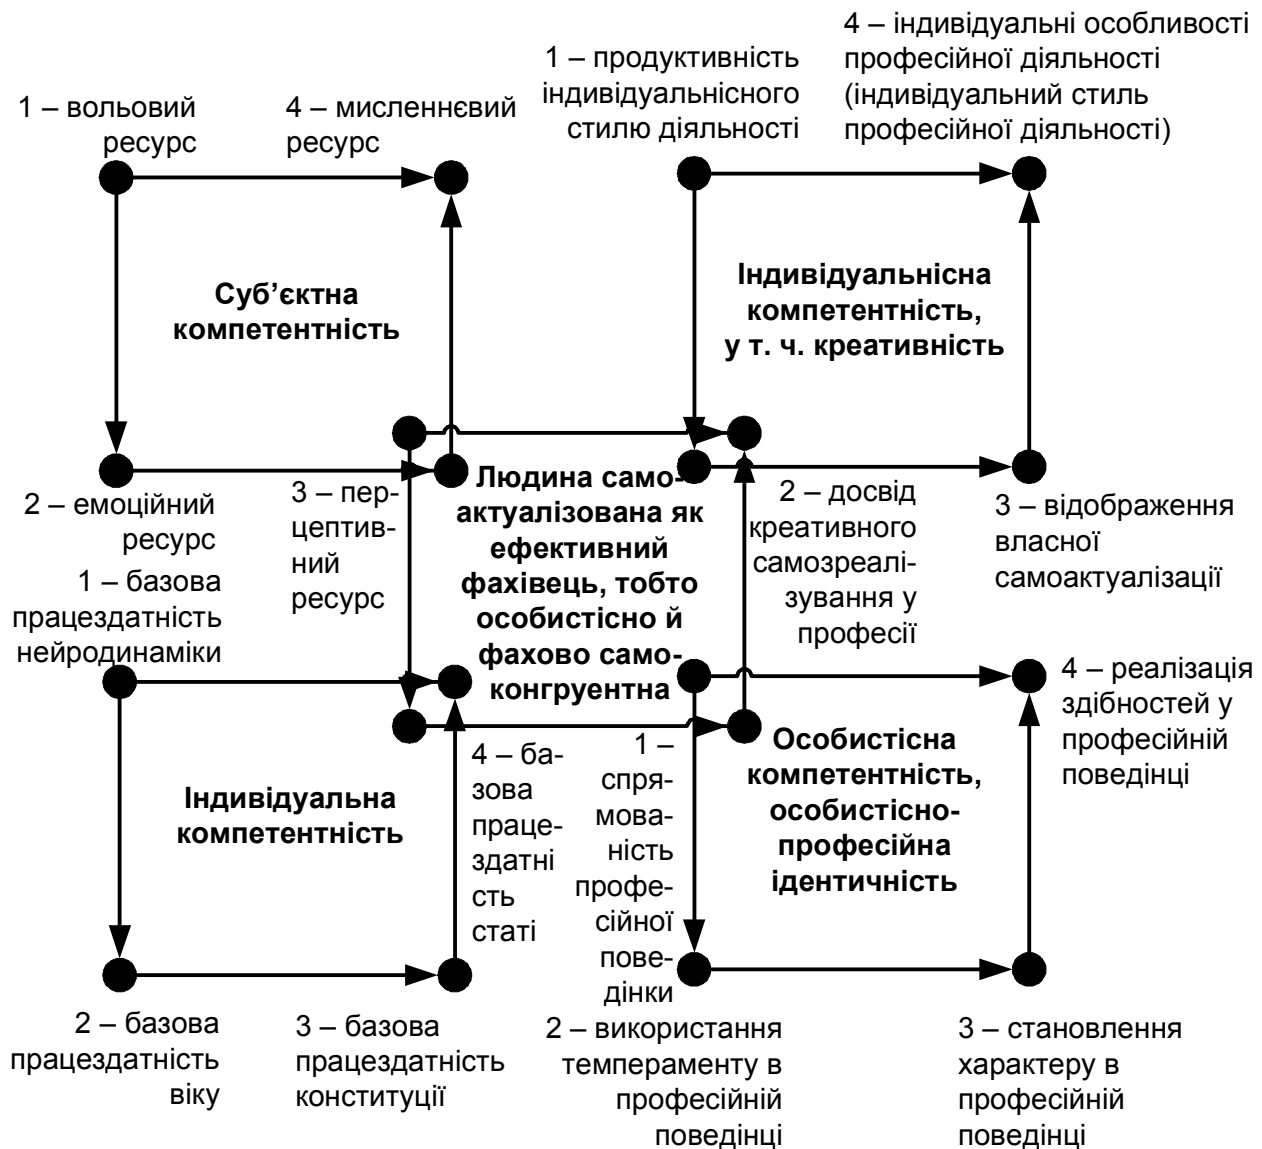 1 – вольовий
ресурс
4 – мисленнєвий
ресурс
1 – продуктивність
індивідуальнісного
стилю діяльності
4 – індивідуальні особливості
професійної діяльності
(індивідуальний стиль
професійної діяльності)
Суб’єктна
компетентність
Індивідуальнісна
компетентність,
у т. ч. креативність
2 – емоційний
ресурс
3 – пер-
цептив-
ний
ресурс
Людина само-
актуалізована як
ефективний
фахівець, тобто
особистісно й
фахово само-
конгруентна
2 – досвід
креативного
самозреалі-
зування у
професії
3 – відображення
власної
самоактуалізації
1 – базова
працездатність
нейродинаміки
4 – ба-
зова
праце-
здатні
сть
статі
Індивідуальна
компетентність
1 –
спря-
мова-
ність
профе-
сійної
пове-
дінки
Особистісна
компетентність,
особистісно-
професійна
ідентичність
4 – реалізація
здібностей у
професійній
поведінці
2 – базова
працездатність
віку
3 – базова
працездатність
конституції
2 – використання
темпераменту в
професійній
поведінці
3 – становлення
характеру в
професійній
поведінці